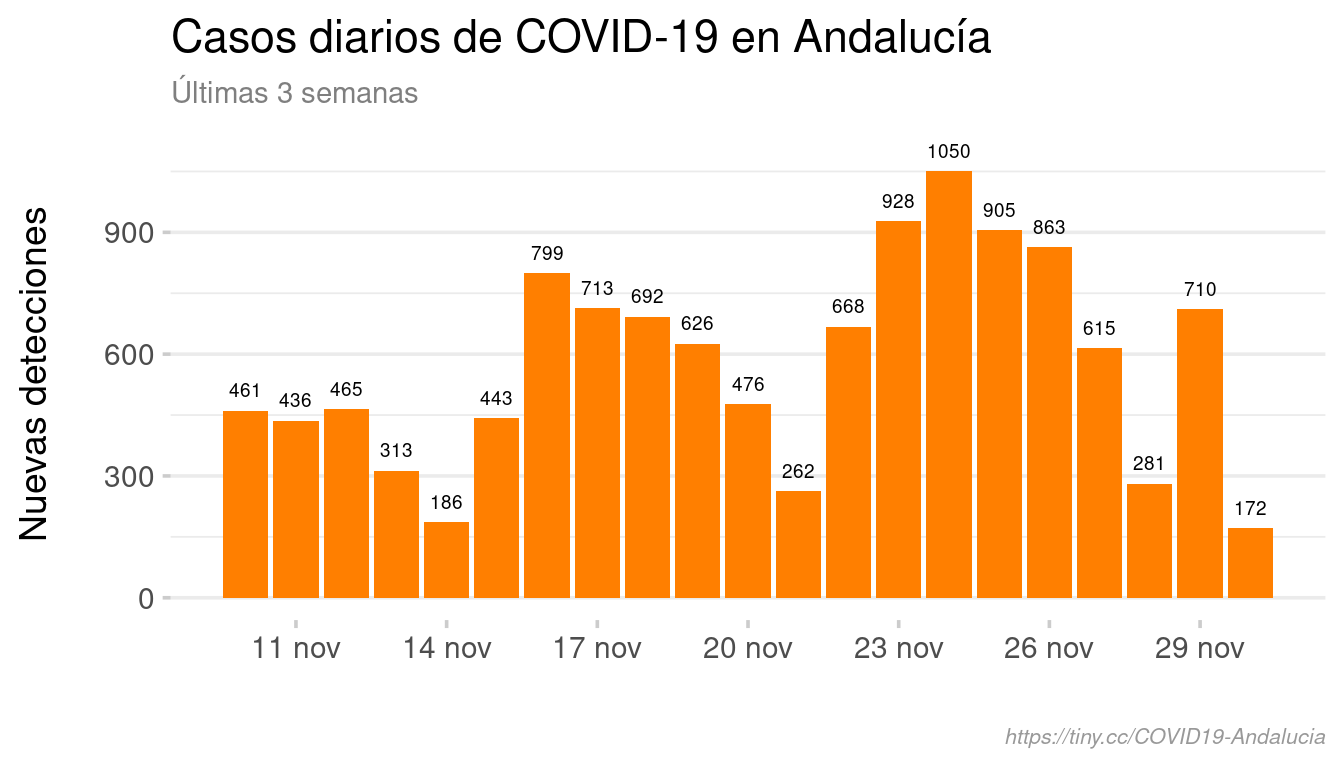 Casos diarios de COVID-19 en Andalucía
Últimas 3 semanas
Nuevas detecciones
900
600
300
0
461
436
465
313
186
443
799
713
692
626
476
262
668
928
1050
905
863
615
281
710
172
11 nov
14 nov
17 nov
20 nov
23 nov
26 nov
29 nov
https://tiny.cc/COVID19-Andalucia